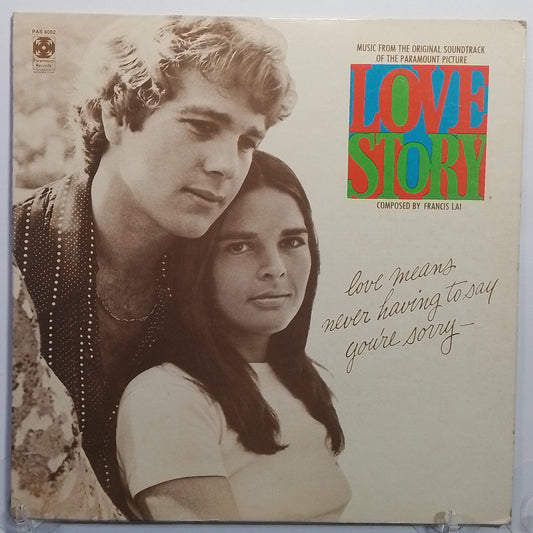 PAS 6002
Paramount
Records
MUSIC FROM THE ORIGINAL SOUNDTRACK
OF THE PARAMOUNT PICTURE
LOVE
STORY
COMPOSED BY FRANCIS LAI
love means
never having to say
you're sorry—